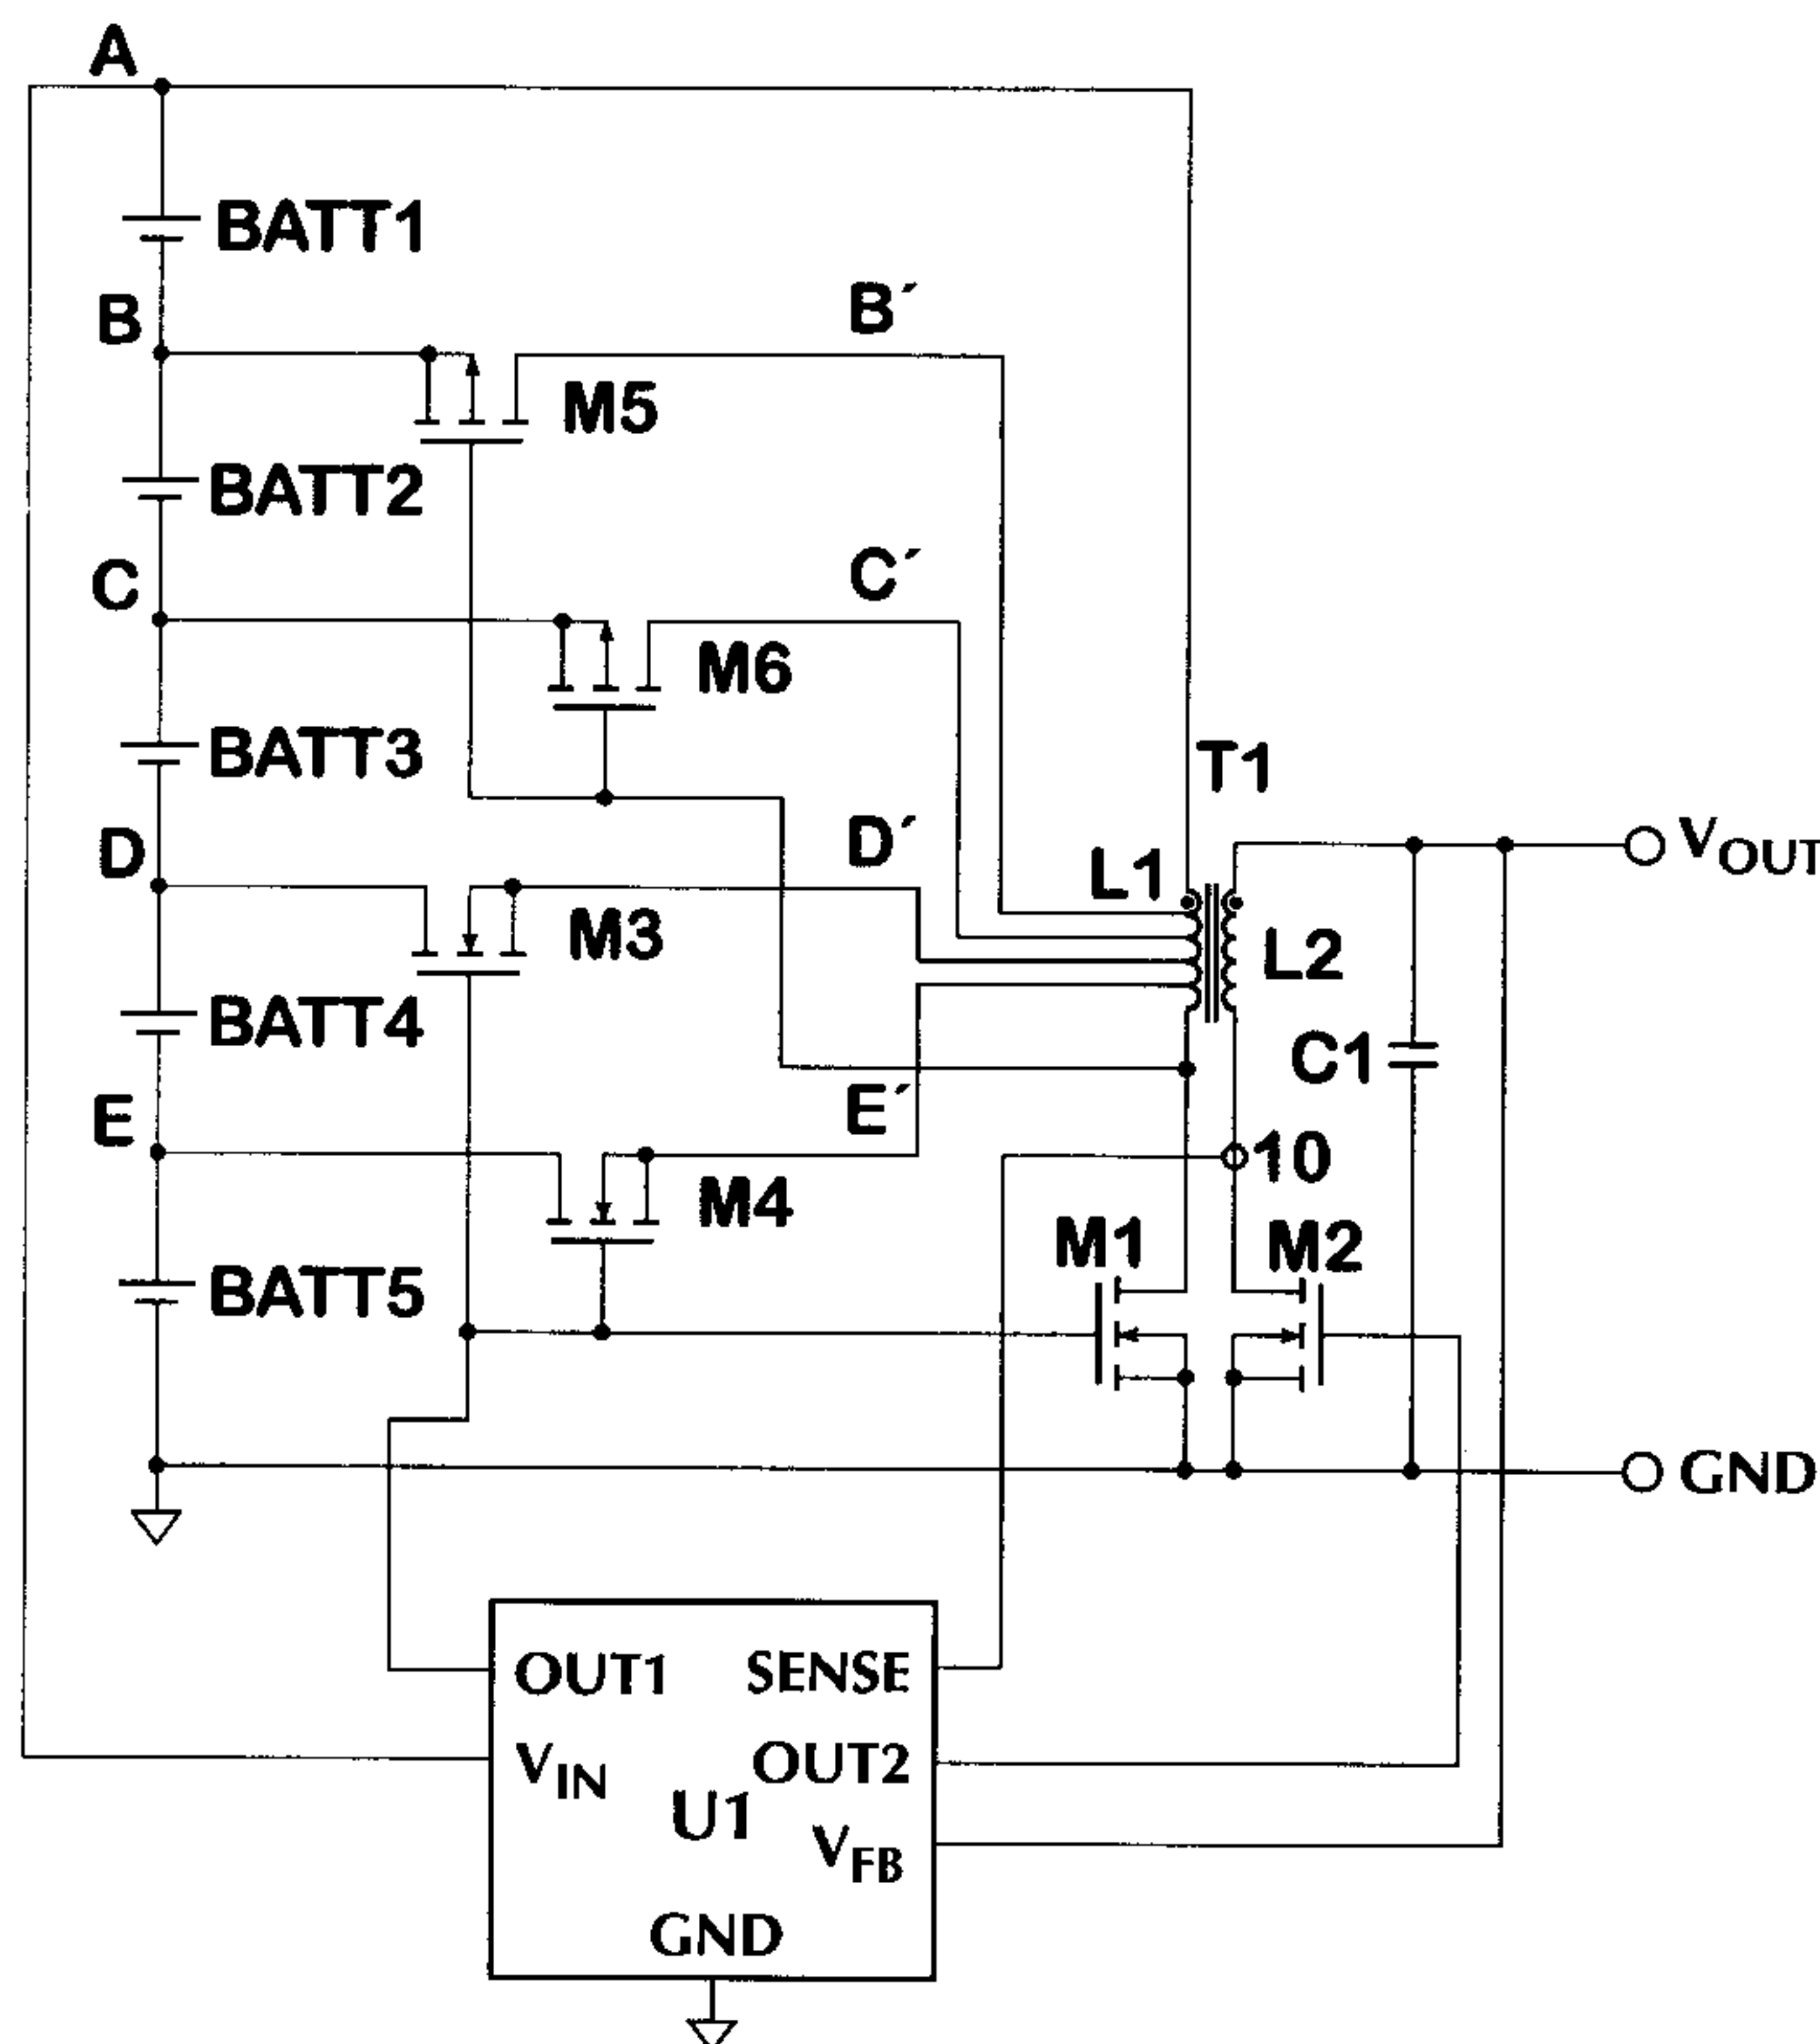 A
BATT1
B
B´
M5
BATT2
C
C´
M6
BATT3
T1
D
D´
L1
VOUT
M3
L2
BATT4
C1
E
E´
10
M4
M1
M2
BATT5
GND
OUT1
SENSE
VIN
OUT2
U1
VFB
GND